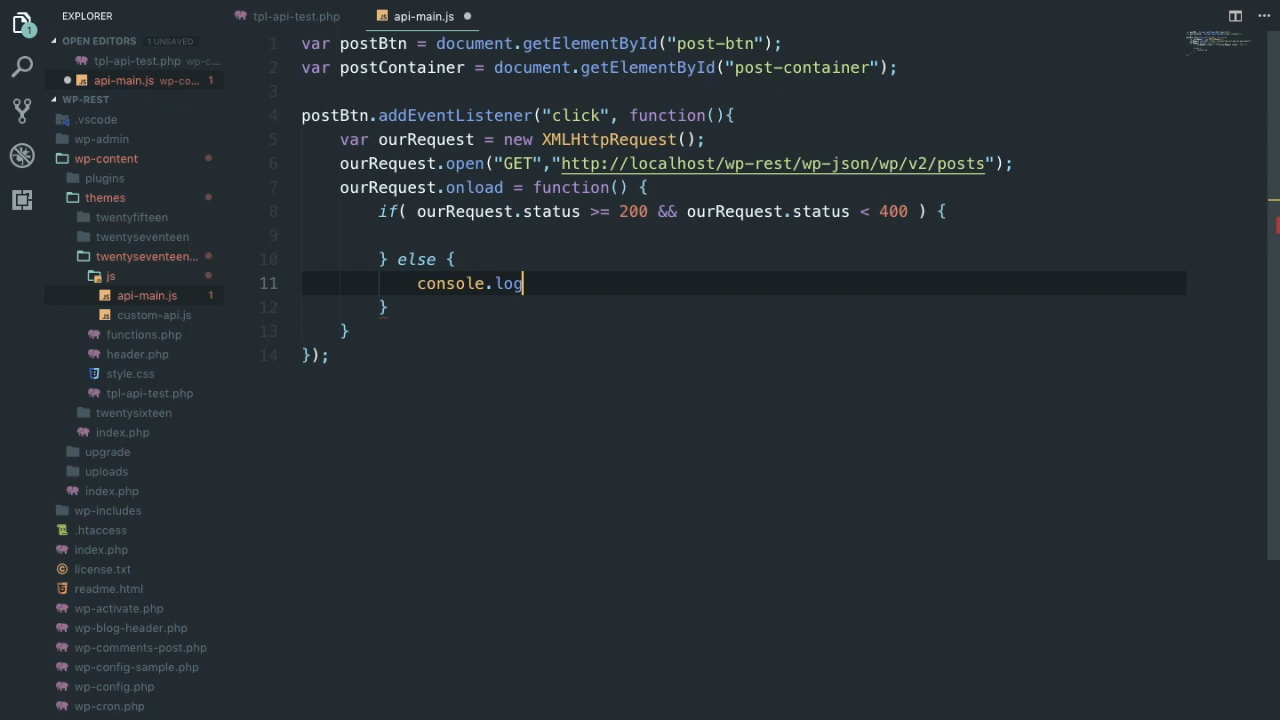 EXPLORER
OPEN EDITORS 1 UNSAVED
tpl-api-test.php wp-c...
api-main.js wp-co... 1
WP-REST
.vscode
wp-admin
wp-content
plugins
themes
twentyfifteen
twentyseventeen
twentyseventeen...
js
api-main.js 1
custom-api.js
functions.php
header.php
style.css
tpl-api-test.php
twentysixteen
index.php
upgrade
uploads
index.php
wp-includes
.htaccess
index.php
license.txt
readme.html
wp-activate.php
wp-blog-header.php
wp-comments-post.php
wp-config-sample.php
wp-config.php
wp-cron.php
1
tpl-api-test.php api-main.js
1 var postBtn = document.getElementById("post-btn");
2 var postContainer = document.getElementById("post-container");
3
4 postBtn.addEventListener("click", function(){
5 var ourRequest = new XMLHttpRequest();
6 ourRequest.open("GET","http://localhost/wp-rest/wp-json/wp/v2/posts");
7 ourRequest.onload = function() {
8 if( ourRequest.status >= 200 && ourRequest.status < 400 ) {
9
10 } else {
11 console.log
12 }
13 }
14 });